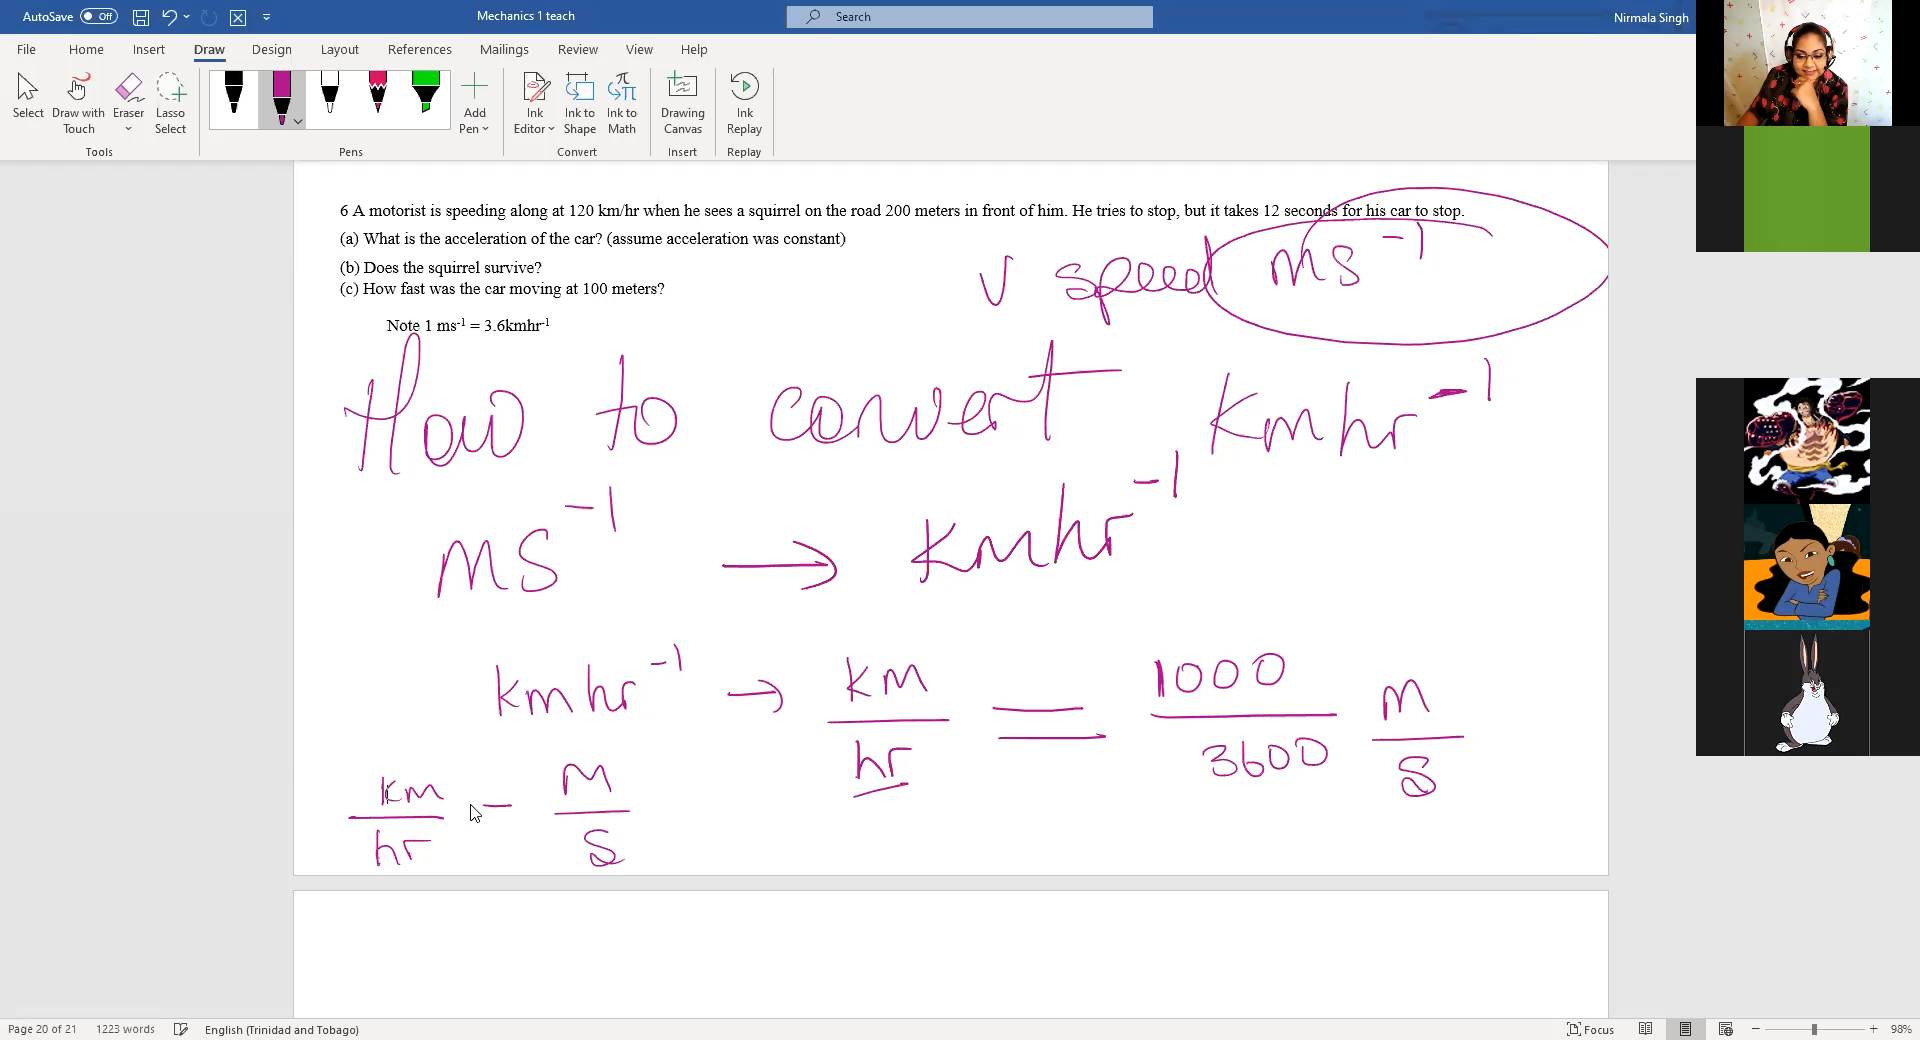 AutoSave Off Mechanics 1 teach Search Nirmala Singh
File Home Insert Draw Design Layout References Mailings Review View Help
Select Draw with Touch Eraser Lasso Select Add Pen Ink Editor Ink to Shape Ink to Math Drawing Canvas Ink Replay
Tools Pens Convert Insert Replay
6 A motorist is speeding along at 120 km/hr when he sees a squirrel on the road 200 meters in front of him. He tries to stop, but it takes 12 seconds for his car to stop.
(a) What is the acceleration of the car? (assume acceleration was constant)
(b) Does the squirrel survive?
(c) How fast was the car moving at 100 meters?
v speed ms⁻¹
Note 1 ms⁻¹ = 3.6kmhr⁻¹
How to convert kmhr⁻¹
ms⁻¹ → kmhr⁻¹
kmhr⁻¹ → km/hr = 1000/3600 m/s
km/hr = m/s
Page 20 of 21 1223 words English (Trinidad and Tobago) Focus 98%